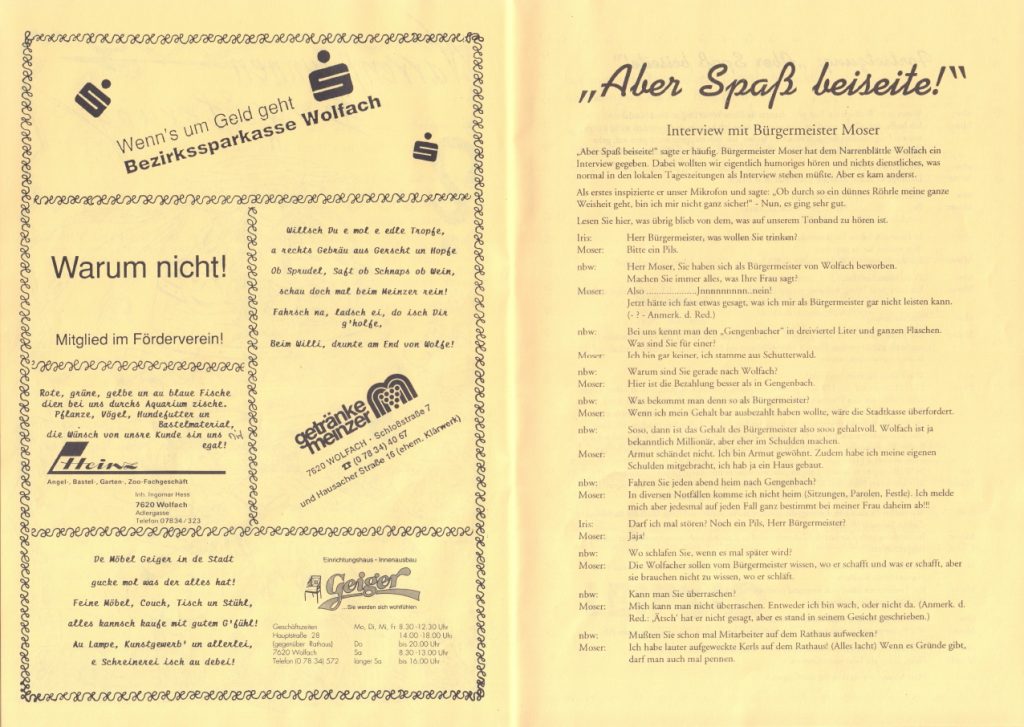 Wenn's um Geld geht
Bezirkssparkasse Wolfach
Warum nicht!
Mitglied im Förderverein!
Willsch Du e mol e edle Tropfe,
a rechts Gebräu aus Gerscht un Hopfe
Ob Sprudel, Saft ob Schnaps ob Wein,
schau doch mal beim Meinzer rein!
Fahrsch na, ladsch ei, do isch Dir
g'holfe,
Beim Willi, drunte am End von Wolfe!
getränke
meinzer
7620 WOLFACH · Schloßstraße 7
☎ (0 78 34) 40 67
und Hausacher Straße 16 (ehem. Klärwerk)
Rote, grüne, gelbe un au blaue Fische
dien bei uns durchs Aquarium zische.
Pflanze, Vögel, Hundefutter un
Bastelmaterial,
die Wünsch von unsre Kunde sin uns
egal!
Heinz
Angel-, Bastel-, Garten-, Zoo-Fachgeschäft
Inh. Ingomar Hess
7620 Wolfach
Adlergasse
Telefon 07834/323
De Möbel Geiger in de Stadt
gucke mol was der alles hat!
Feine Möbel, Couch, Tisch un Stühl,
alles kannsch kaufe mit gutem G'fühl!
Au Lampe, Kunstgewerb' un allerlei,
e Schreinerei isch au debei!
Einrichtungshaus · Innenausbau
Geiger
...Sie werden sich wohlfühlen
Geschäftszeiten Mo, Di, Mi, Fr 8.30-12.30 Uhr
Hauptstraße 28 14.00-18.00 Uhr
(gegenüber Rathaus) Do bis 20.00 Uhr
7620 Wolfach Sa 8.30-13.00 Uhr
Telefon (0 78 34) 572 langer Sa bis 16.00 Uhr
„Aber Spaß beiseite!“
Interview mit Bürgermeister Moser
„Aber Spaß beiseite!" sagte er häufig. Bürgermeister Moser hat dem Narrenblättle Wolfach ein
Interview gegeben. Dabei wollten wir eigentlich humoriges hören und nichts dienstliches, was
normal in den lokalen Tageszeitungen als Interview stehen müßte. Aber es kam anderst.
Als erstes inspizierte er unser Mikrofon und sagte: „Ob durch so ein dünnes Röhrle meine ganze
Weisheit geht, bin ich mir nicht ganz sicher!" - Nun, es ging sehr gut.
Lesen Sie hier, was übrig blieb von dem, was auf unserem Tonband zu hören ist.
Iris: Herr Bürgermeister, was wollen Sie trinken?
Moser: Bitte ein Pils.
nbw: Herr Moser, Sie haben sich als Bürgermeister von Wolfach beworben.
Machen Sie immer alles, was Ihre Frau sagt?
Moser: Also .....................Jnnnnnnnn..nein!
Jetzt hätte ich fast etwas gesagt, was ich mir als Bürgermeister gar nicht leisten kann.
(- ? - Anmerk. d. Red.)
nbw: Bei uns kennt man den „Gengenbacher" in dreiviertel Liter und ganzen Flaschen.
Was sind Sie für einer?
Moser: Ich bin gar keiner, ich stamme aus Schutterwald.
nbw: Warum sind Sie gerade nach Wolfach?
Moser: Hier ist die Bezahlung besser als in Gengenbach.
nbw: Was bekommt man denn so als Bürgermeister?
Moser: Wenn ich mein Gehalt bar ausbezahlt haben wollte, wäre die Stadtkasse überfordert.
nbw: Soso, dann ist das Gehalt des Bürgermeister also sooo gehaltvoll. Wolfach ist ja
bekanntlich Millionär, aber eher im Schulden machen.
Moser: Armut schändet nicht. Ich bin Armut gewöhnt. Zudem habe ich meine eigenen
Schulden mitgebracht, ich hab ja ein Haus gebaut.
nbw: Fahren Sie jeden abend heim nach Gengenbach?
Moser: In diversen Notfällen komme ich nicht heim (Sitzungen, Parolen, Festle). Ich melde
mich aber jedesmal auf jeden Fall ganz bestimmt bei meiner Frau daheim ab!!!
Iris: Darf ich mal stören? Noch ein Pils, Herr Bürgermeister?
Moser: Jaja!
nbw: Wo schlafen Sie, wenn es mal später wird?
Moser: Die Wolfacher sollen vom Bürgermeister wissen, wo er schafft und was er schafft, aber
sie brauchen nicht zu wissen, wo er schläft.
nbw: Kann man Sie überraschen?
Moser: Mich kann man nicht überraschen. Entweder ich bin wach, oder nicht da. (Anmerk. d.
Red.: ‚Ätsch' hat er nicht gesagt, aber es stand in seinem Gesicht geschrieben.)
nbw: Mußten Sie schon mal Mitarbeiter auf dem Rathaus aufwecken?
Moser: Ich habe lauter aufgeweckte Kerls auf dem Rathaus! (Alles lacht) Wenn es Gründe gibt,
darf man auch mal pennen.